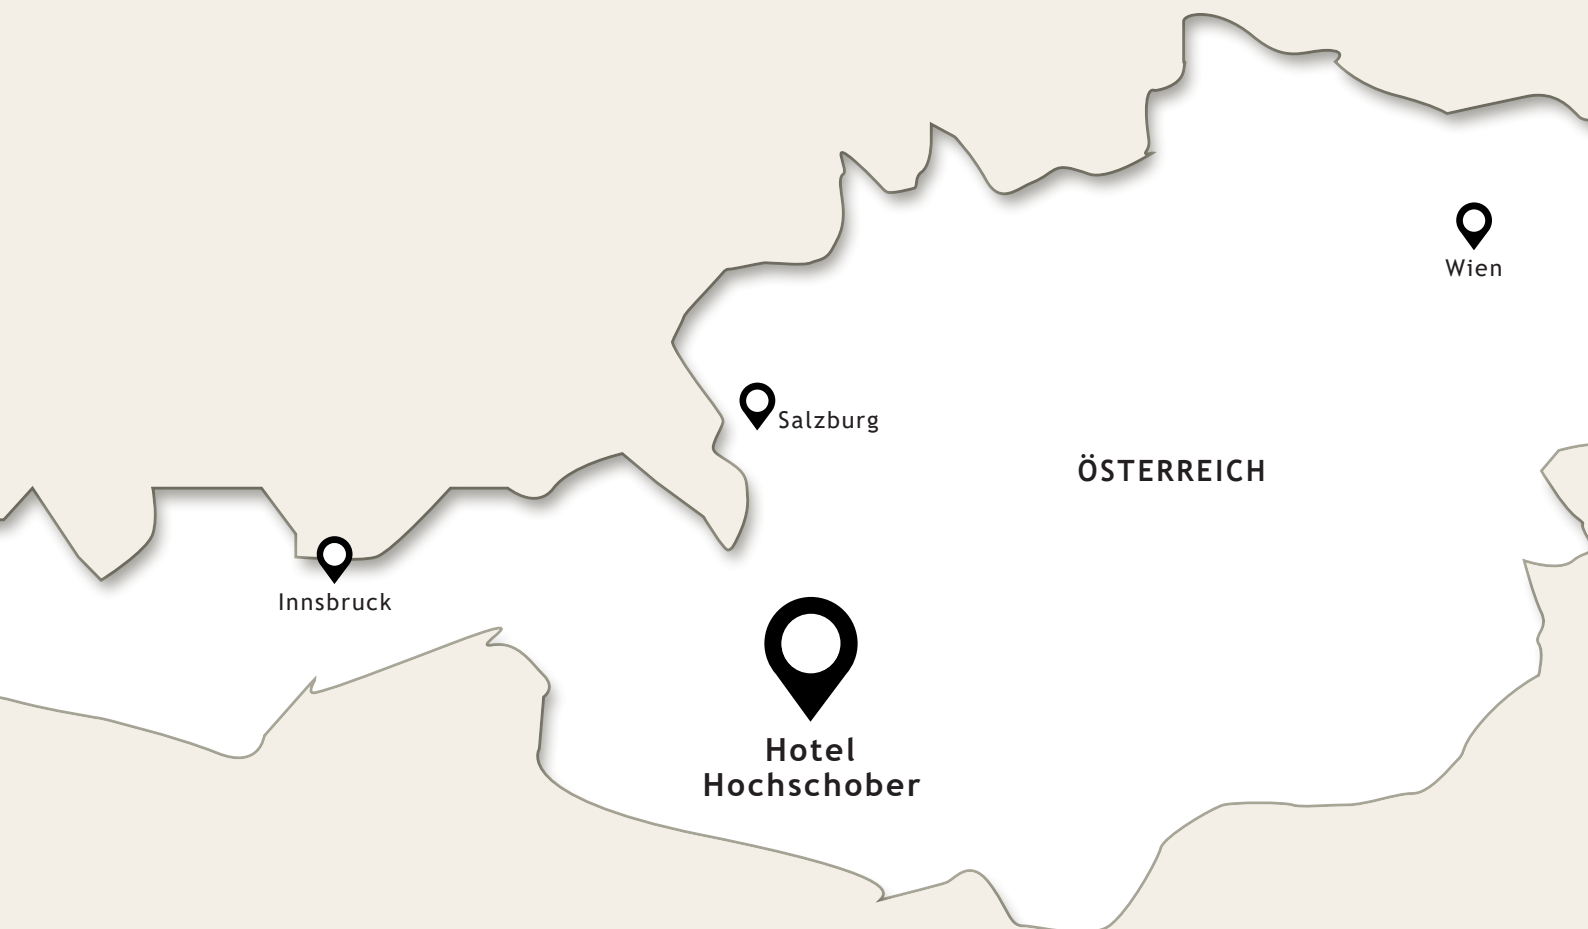 Wien
Salzburg
ÖSTERREICH
Innsbruck
Hotel
Hochschober